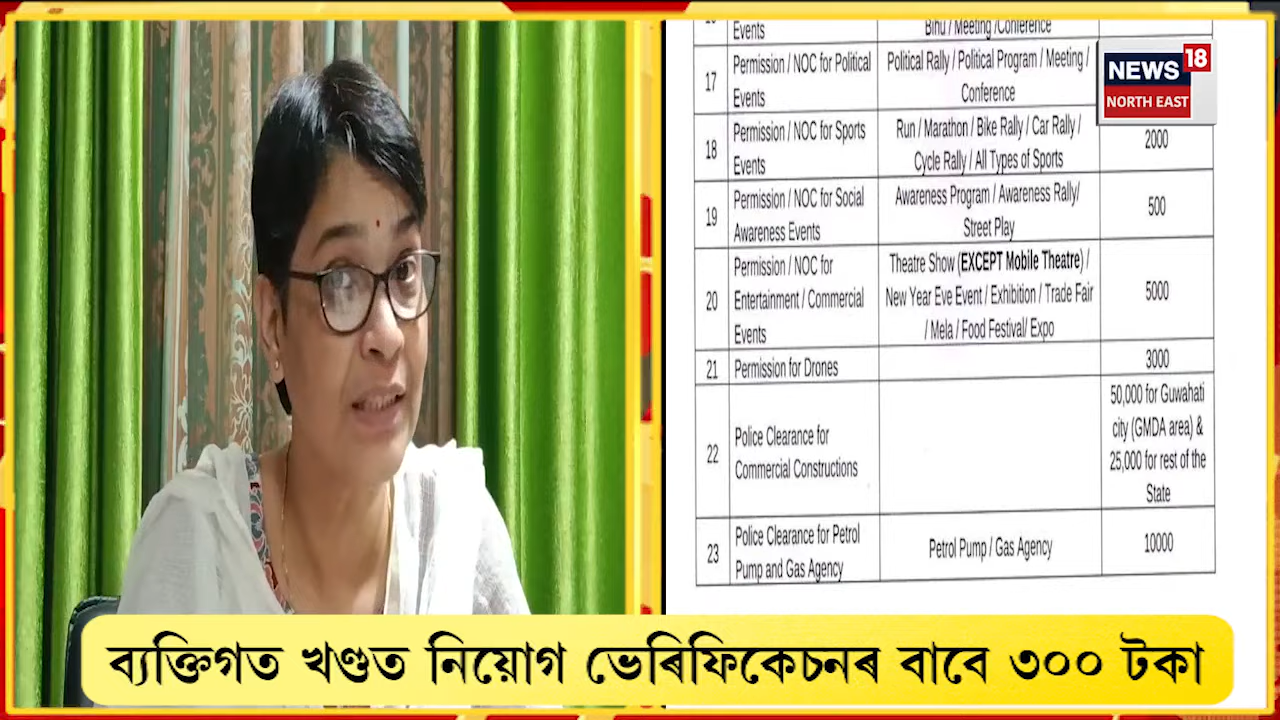 Events
Bihu / Meeting /Conference
17
Permission / NOC for Political
Events
Political Rally / Political Program / Meeting /
Conference
NEWS 18
NORTH EAST
18
Permission / NOC for Sports
Events
Run / Marathon / Bike Rally / Car Rally /
Cycle Rally / All Types of Sports
2000
19
Permission / NOC for Social
Awareness Events
Awareness Program / Awareness Rally/
Street Play
500
20
Permission / NOC for
Entertainment / Commercial
Events
Theatre Show (EXCEPT Mobile Theatre) /
New Year Eve Event / Exhibition / Trade Fair
/ Mela / Food Festival/ Expo
5000
21
Permission for Drones
3000
22
Police Clearance for
Commercial Constructions
50,000 for Guwahati
city (GMDA area) &
25,000 for rest of the
State
23
Police Clearance for Petrol
Pump and Gas Agency
Petrol Pump / Gas Agency
10000
ব্যক্তিগত খণ্ডত নিয়োগ ভেৰিফিকেচনৰ বাবে ৩০০ টকা